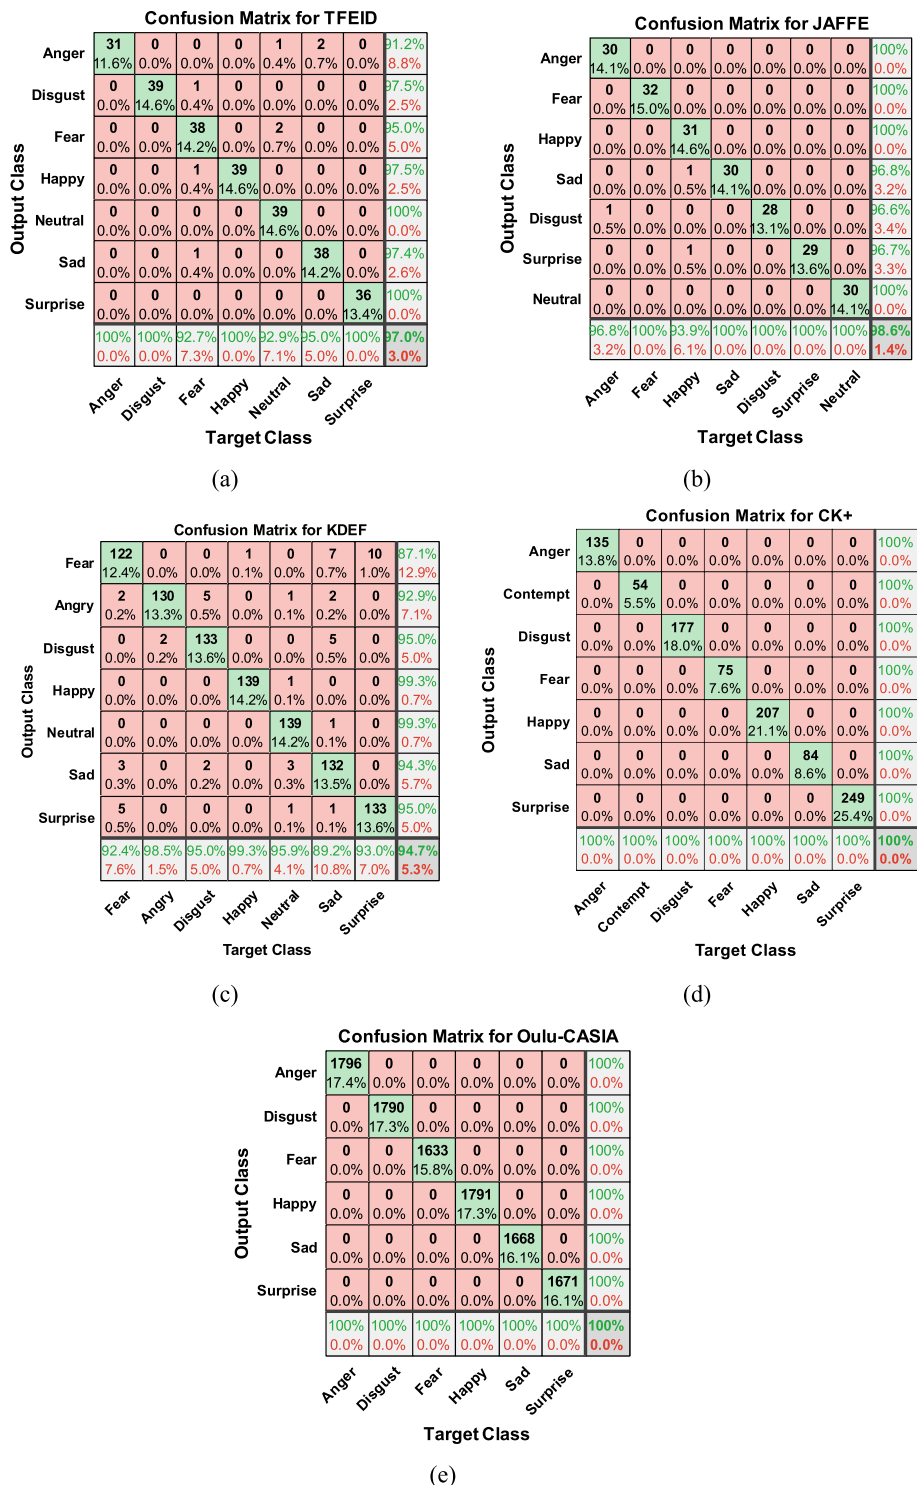 Confusion Matrix for TFEID
Output Class
Anger 31 0 0 0 1 2 0 91.2%
11.6% 0.0% 0.0% 0.0% 0.4% 0.7% 0.0% 8.8%
Disgust 0 39 1 0 0 0 0 97.5%
0.0% 14.6% 0.4% 0.0% 0.0% 0.0% 0.0% 2.5%
Fear 0 0 38 0 2 0 0 95.0%
0.0% 0.0% 14.2% 0.0% 0.7% 0.0% 0.0% 5.0%
Happy 0 0 1 39 0 0 0 97.5%
0.0% 0.0% 0.4% 14.6% 0.0% 0.0% 0.0% 2.5%
Neutral 0 0 0 0 39 0 0 100%
0.0% 0.0% 0.0% 0.0% 14.6% 0.0% 0.0% 0.0%
Sad 0 0 1 0 0 38 0 97.4%
0.0% 0.0% 0.4% 0.0% 0.0% 14.2% 0.0% 2.6%
Surprise 0 0 0 0 0 0 36 100%
0.0% 0.0% 0.0% 0.0% 0.0% 0.0% 13.4% 0.0%
100% 100% 92.7% 100% 92.9% 95.0% 100% 97.0%
0.0% 0.0% 7.3% 0.0% 7.1% 5.0% 0.0% 3.0%
Anger Disgust Fear Happy Neutral Sad Surprise
Target Class
(a)
Confusion Matrix for JAFFE
Output Class
Anger 30 0 0 0 0 0 0 100%
14.1% 0.0% 0.0% 0.0% 0.0% 0.0% 0.0% 0.0%
Fear 0 32 0 0 0 0 0 100%
0.0% 15.0% 0.0% 0.0% 0.0% 0.0% 0.0% 0.0%
Happy 0 0 31 0 0 0 0 100%
0.0% 0.0% 14.6% 0.0% 0.0% 0.0% 0.0% 0.0%
Sad 0 0 1 30 0 0 0 96.8%
0.0% 0.0% 0.5% 14.1% 0.0% 0.0% 0.0% 3.2%
Disgust 1 0 0 0 28 0 0 96.6%
0.5% 0.0% 0.0% 0.0% 13.1% 0.0% 0.0% 3.4%
Surprise 0 0 1 0 0 29 0 96.7%
0.0% 0.0% 0.5% 0.0% 0.0% 13.6% 0.0% 3.3%
Neutral 0 0 0 0 0 0 30 100%
0.0% 0.0% 0.0% 0.0% 0.0% 0.0% 14.1% 0.0%
96.8% 100% 93.9% 100% 100% 100% 100% 98.6%
3.2% 0.0% 6.1% 0.0% 0.0% 0.0% 0.0% 1.4%
Anger Fear Happy Sad Disgust Surprise Neutral
Target Class
(b)
Confusion Matrix for KDEF
Output Class
Fear 122 0 0 1 0 7 10 87.1%
12.4% 0.0% 0.0% 0.1% 0.0% 0.7% 1.0% 12.9%
Angry 2 130 5 0 1 2 0 92.9%
0.2% 13.3% 0.5% 0.0% 0.1% 0.2% 0.0% 7.1%
Disgust 0 2 133 0 0 5 0 95.0%
0.0% 0.2% 13.6% 0.0% 0.0% 0.5% 0.0% 5.0%
Happy 0 0 0 139 1 0 0 99.3%
0.0% 0.0% 0.0% 14.2% 0.1% 0.0% 0.0% 0.7%
Neutral 0 0 0 0 139 1 0 99.3%
0.0% 0.0% 0.0% 0.0% 14.2% 0.1% 0.0% 0.7%
Sad 3 0 2 0 3 132 0 94.3%
0.3% 0.0% 0.2% 0.0% 0.3% 13.5% 0.0% 5.7%
Surprise 5 0 0 0 1 1 133 95.0%
0.5% 0.0% 0.0% 0.0% 0.1% 0.1% 13.6% 5.0%
92.4% 98.5% 95.0% 99.3% 95.9% 89.2% 93.0% 94.7%
7.6% 1.5% 5.0% 0.7% 4.1% 10.8% 7.0% 5.3%
Fear Angry Disgust Happy Neutral Sad Surprise
Target Class
(c)
Confusion Matrix for CK+
Output Class
Anger 135 0 0 0 0 0 0 100%
13.8% 0.0% 0.0% 0.0% 0.0% 0.0% 0.0% 0.0%
Contempt 0 54 0 0 0 0 0 100%
0.0% 5.5% 0.0% 0.0% 0.0% 0.0% 0.0% 0.0%
Disgust 0 0 177 0 0 0 0 100%
0.0% 0.0% 18.0% 0.0% 0.0% 0.0% 0.0% 0.0%
Fear 0 0 0 75 0 0 0 100%
0.0% 0.0% 0.0% 7.6% 0.0% 0.0% 0.0% 0.0%
Happy 0 0 0 0 207 0 0 100%
0.0% 0.0% 0.0% 0.0% 21.1% 0.0% 0.0% 0.0%
Sad 0 0 0 0 0 84 0 100%
0.0% 0.0% 0.0% 0.0% 0.0% 8.6% 0.0% 0.0%
Surprise 0 0 0 0 0 0 249 100%
0.0% 0.0% 0.0% 0.0% 0.0% 0.0% 25.4% 0.0%
100% 100% 100% 100% 100% 100% 100% 100%
0.0% 0.0% 0.0% 0.0% 0.0% 0.0% 0.0% 0.0%
Anger Contempt Disgust Fear Happy Sad Surprise
Target Class
(d)
Confusion Matrix for Oulu-CASIA
Output Class
Anger 1796 0 0 0 0 0 100%
17.4% 0.0% 0.0% 0.0% 0.0% 0.0% 0.0%
Disgust 0 1790 0 0 0 0 100%
0.0% 17.3% 0.0% 0.0% 0.0% 0.0% 0.0%
Fear 0 0 1633 0 0 0 100%
0.0% 0.0% 15.8% 0.0% 0.0% 0.0% 0.0%
Happy 0 0 0 1791 0 0 100%
0.0% 0.0% 0.0% 17.3% 0.0% 0.0% 0.0%
Sad 0 0 0 0 1668 0 100%
0.0% 0.0% 0.0% 0.0% 16.1% 0.0% 0.0%
Surprise 0 0 0 0 0 1671 100%
0.0% 0.0% 0.0% 0.0% 0.0% 16.1% 0.0%
100% 100% 100% 100% 100% 100% 100%
0.0% 0.0% 0.0% 0.0% 0.0% 0.0% 0.0%
Anger Disgust Fear Happy Sad Surprise
Target Class
(e)